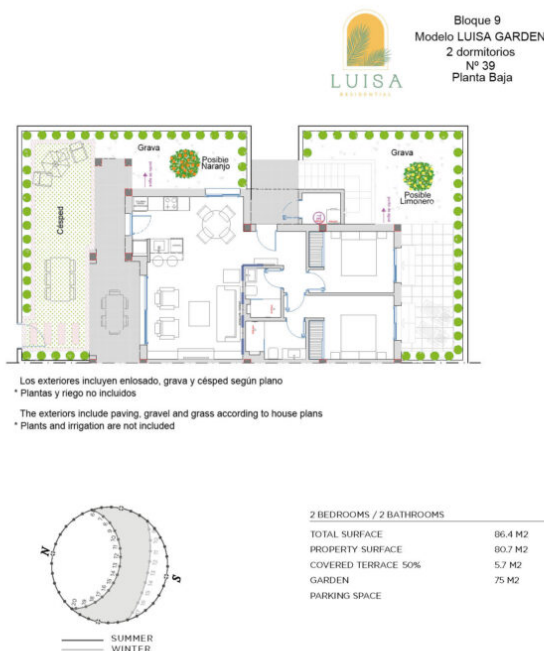 Bloque 9
Modelo LUISA GARDEN
2 dormitorios
Nº 39
Planta Baja
LUISA
RESIDENTIAL
Grava
Posible
Naranjo
Césped
Grava
Posible
Limonero
Los exteriores incluyen enlosado, grava y césped según plano
* Plantas y riego no incluidos
The exteriors include paving, gravel and grass according to house plans
* Plants and irrigation are not included
N
S
SUMMER
WINTER
2 BEDROOMS / 2 BATHROOMS
TOTAL SURFACE 86.4 M2
PROPERTY SURFACE 80.7 M2
COVERED TERRACE 50% 5.7 M2
GARDEN 75 M2
PARKING SPACE